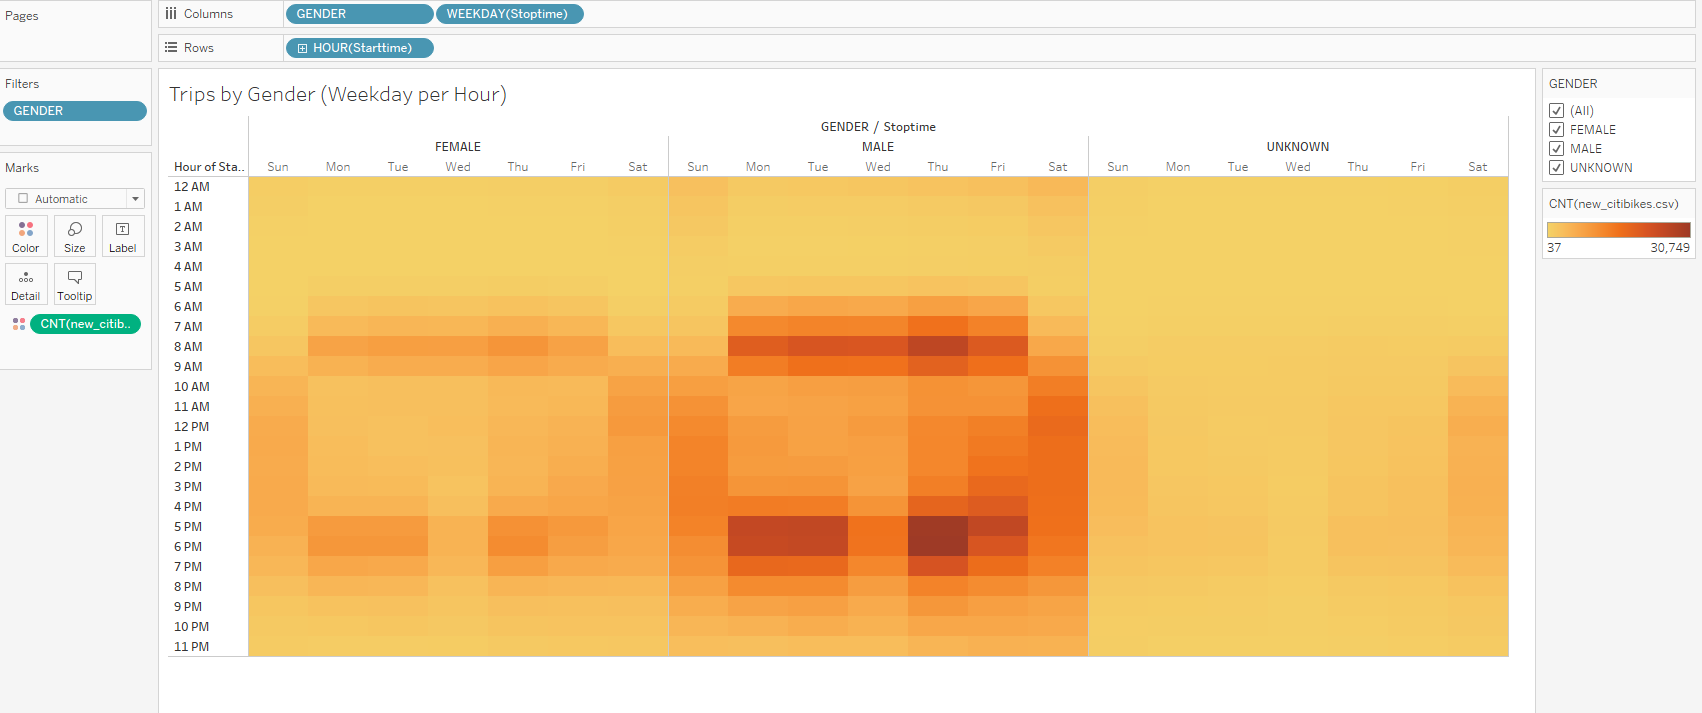 Pages
Columns
GENDER
WEEKDAY(Stoptime)
Rows
HOUR(Starttime)
Filters
GENDER
Marks
Automatic
Color
Size
Label
Detail
Tooltip
CNT(new_citib..
Trips by Gender (Weekday per Hour)
GENDER / Stoptime
FEMALE MALE UNKNOWN
Hour of Sta.. Sun Mon Tue Wed Thu Fri Sat Sun Mon Tue Wed Thu Fri Sat Sun Mon Tue Wed Thu Fri Sat
12 AM
1 AM
2 AM
3 AM
4 AM
5 AM
6 AM
7 AM
8 AM
9 AM
10 AM
11 AM
12 PM
1 PM
2 PM
3 PM
4 PM
5 PM
6 PM
7 PM
8 PM
9 PM
10 PM
11 PM
GENDER
(All)
FEMALE
MALE
UNKNOWN
CNT(new_citibikes.csv)
37 30,749